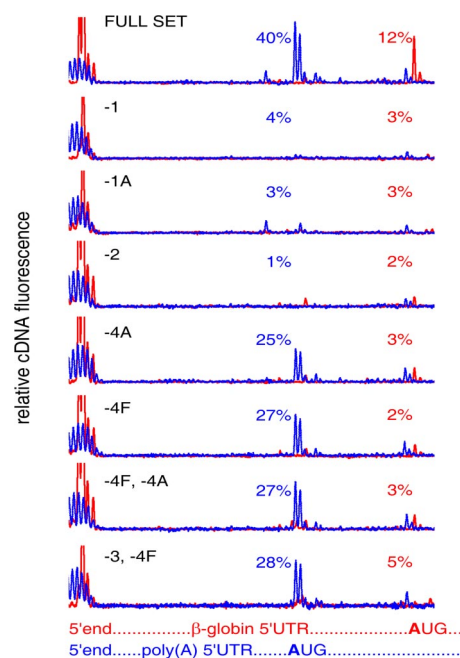 FULL SET
40% 12%
-1
4% 3%
-1A
3% 3%
-2
1% 2%
-4A
25% 3%
-4F
27% 2%
-4F, -4A
27% 3%
-3, -4F
28% 5%
relative cDNA fluorescence
5'end................β-globin 5'UTR.....................AUG...
5'end......poly(A) 5'UTR.......AUG..............................